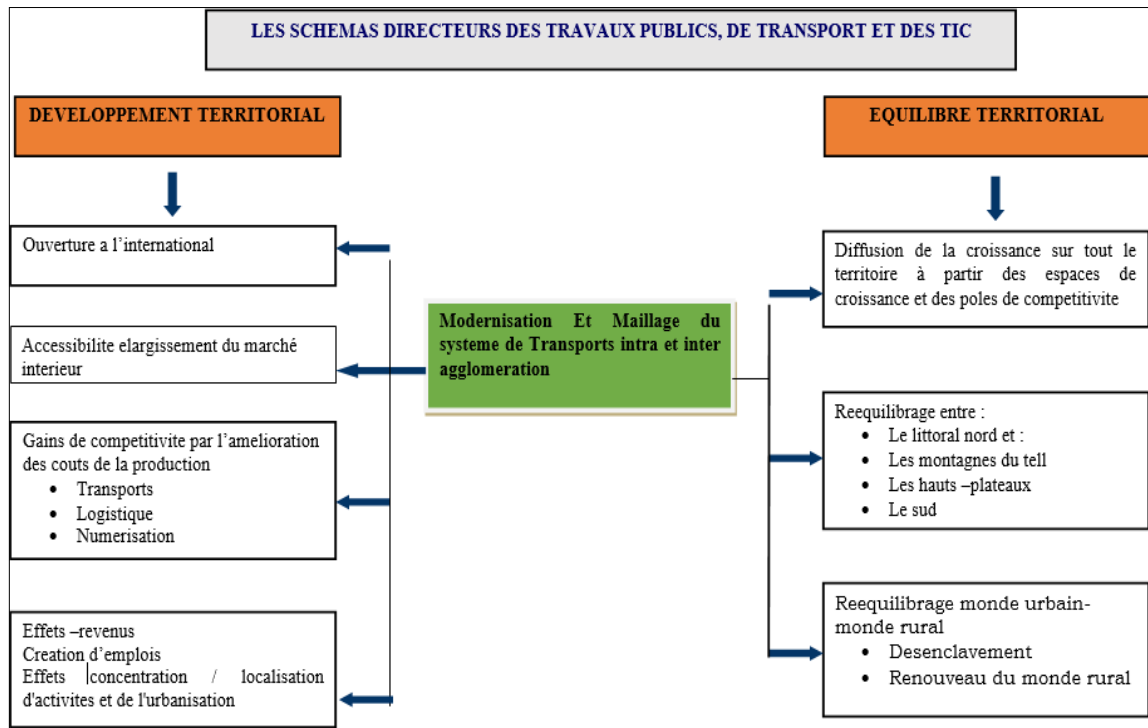 LES SCHEMAS DIRECTEURS DES TRAVAUX PUBLICS, DE TRANSPORT ET DES TIC
DEVELOPPEMENT TERRITORIAL
Ouverture a l'international
Accessibilite elargissement du marché
interieur
Gains de competitivite par l'amelioration
des couts de la production
• Transports
• Logistique
• Numerisation
Effets –revenus
Creation d'emplois
Effets concentration / localisation
d'activites et de l'urbanisation
Modernisation Et Maillage du
systeme de Transports intra et inter
agglomeration
EQUILIBRE TERRITORIAL
Diffusion de la croissance sur tout le
territoire à partir des espaces de
croissance et des poles de competitivite
Reequilibrage entre :
• Le littoral nord et :
• Les montagnes du tell
• Les hauts –plateaux
• Le sud
Reequilibrage monde urbain-
monde rural
• Desenclavement
• Renouveau du monde rural